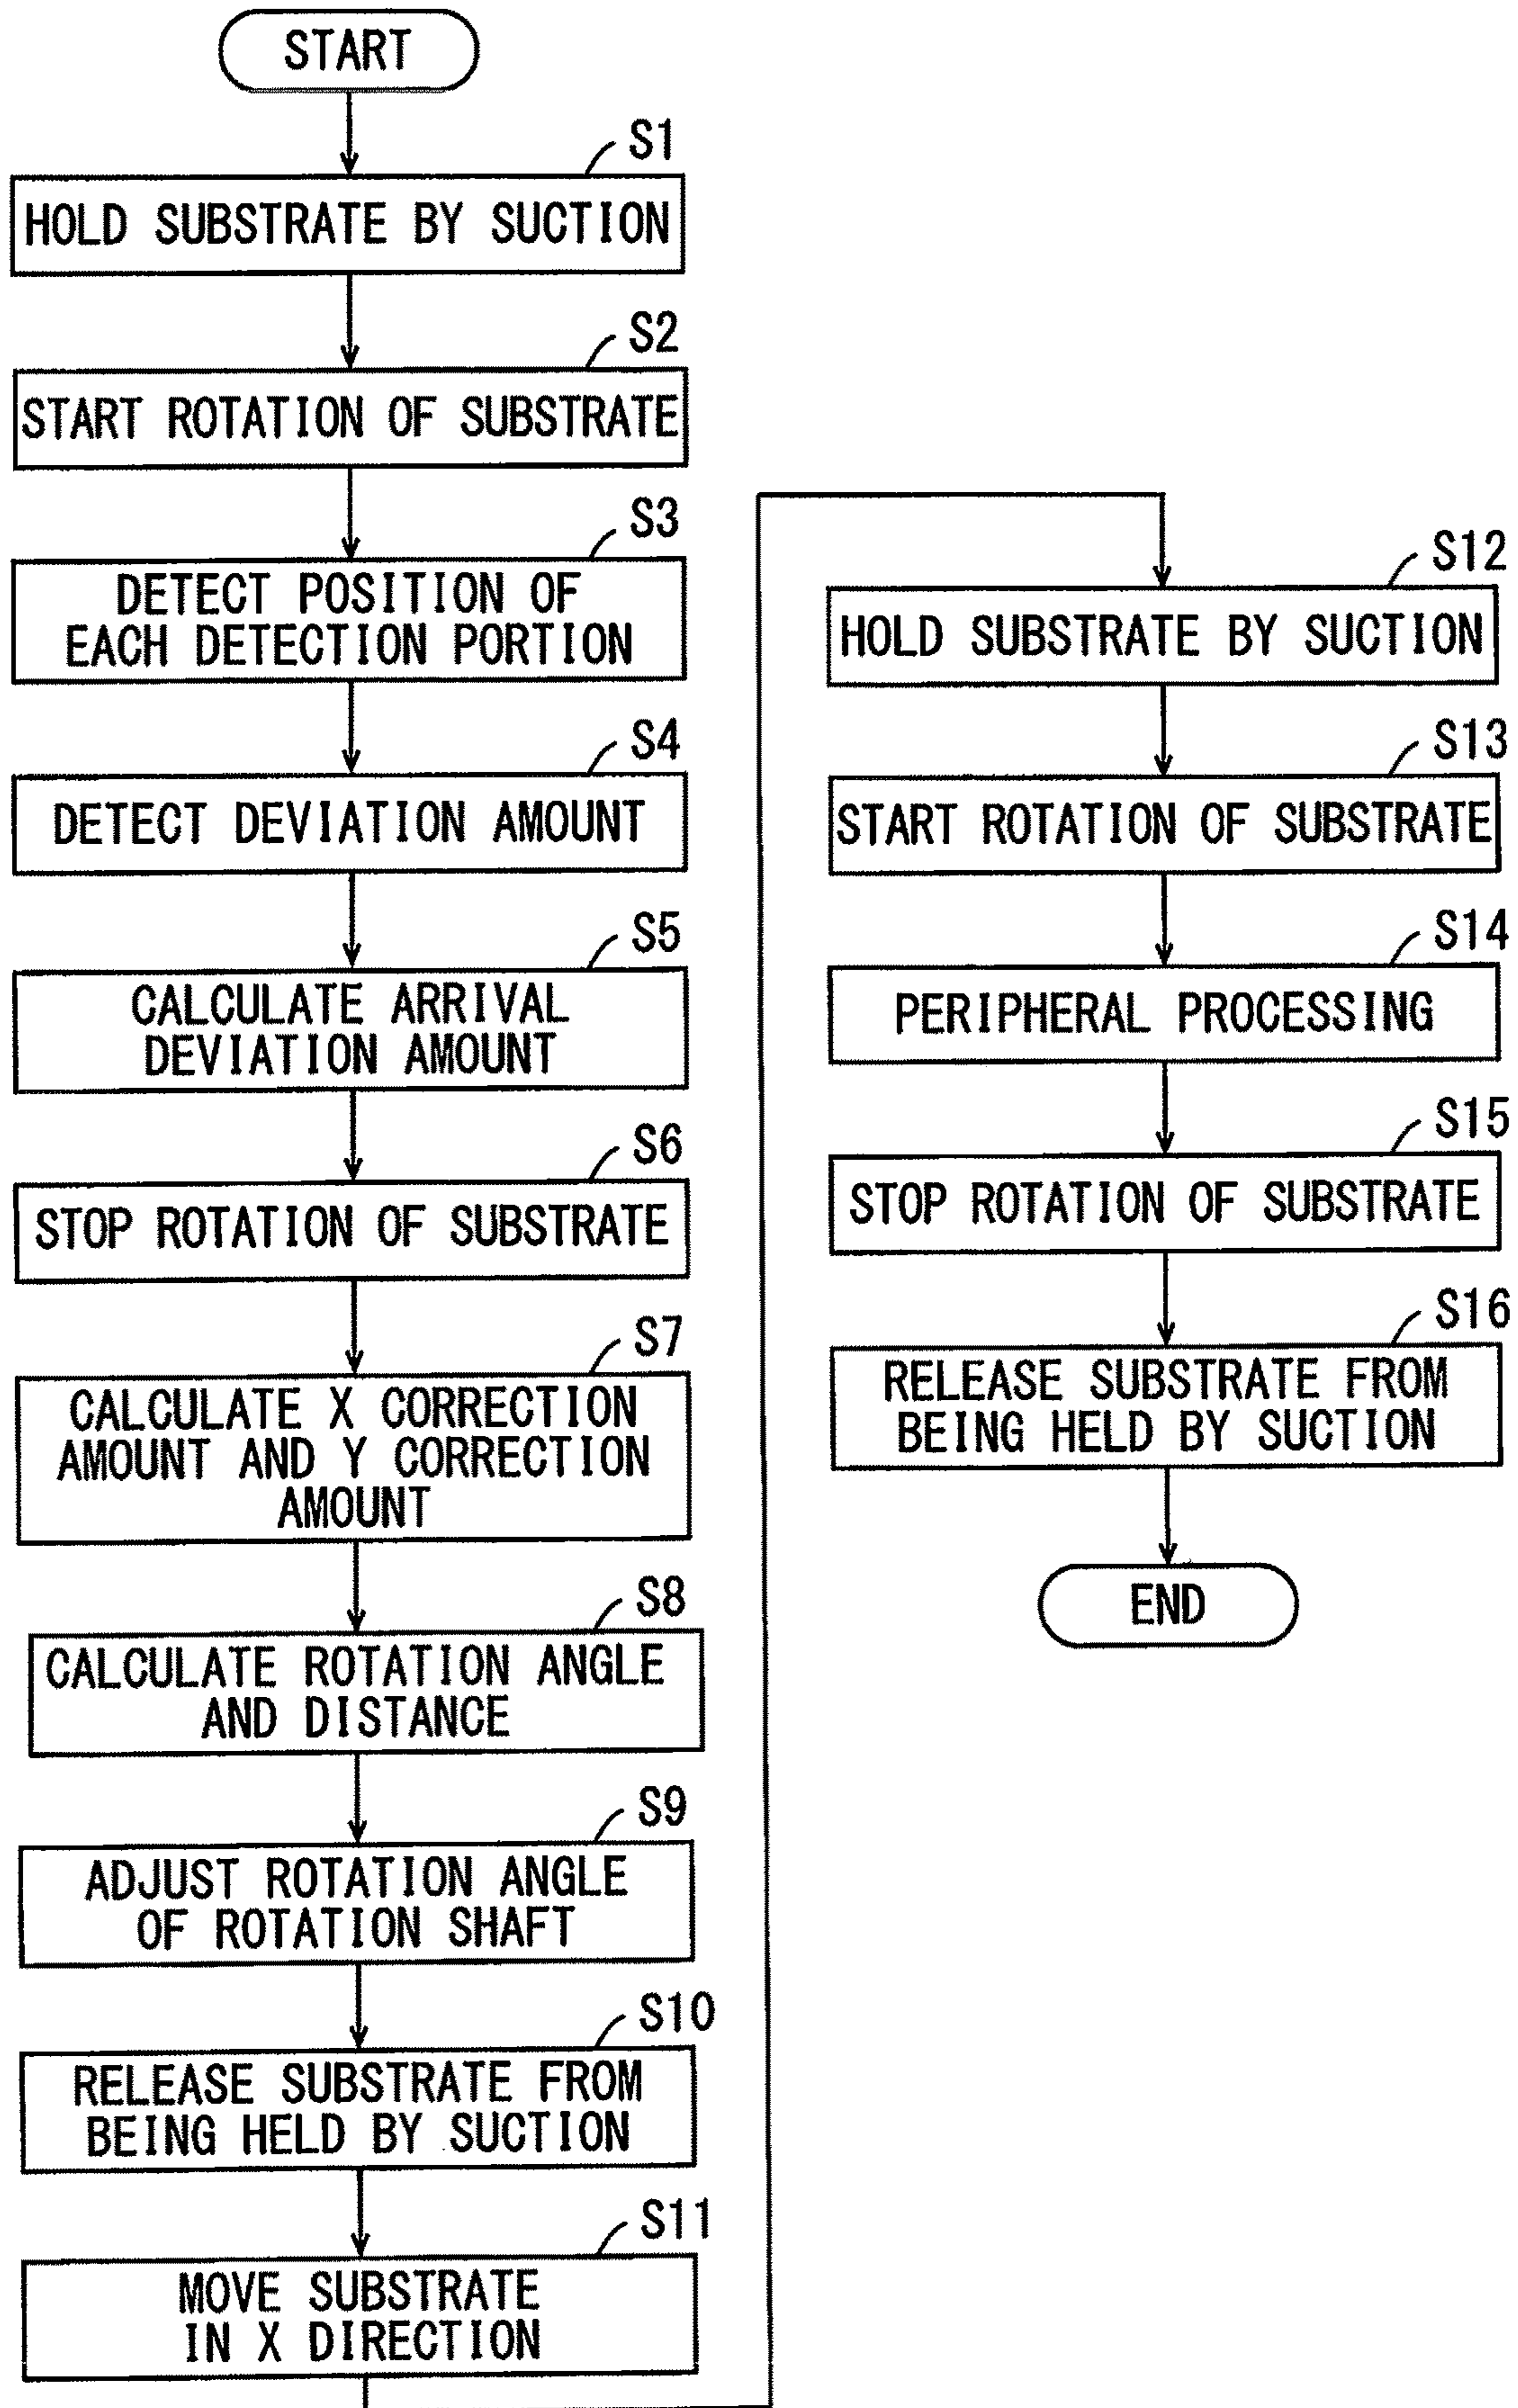 START
S1
HOLD SUBSTRATE BY SUCTION
S2
START ROTATION OF SUBSTRATE
S3
DETECT POSITION OF
EACH DETECTION PORTION
S4
DETECT DEVIATION AMOUNT
S5
CALCULATE ARRIVAL
DEVIATION AMOUNT
S6
STOP ROTATION OF SUBSTRATE
S7
CALCULATE X CORRECTION
AMOUNT AND Y CORRECTION
AMOUNT
S8
CALCULATE ROTATION ANGLE
AND DISTANCE
S9
ADJUST ROTATION ANGLE
OF ROTATION SHAFT
S10
RELEASE SUBSTRATE FROM
BEING HELD BY SUCTION
S11
MOVE SUBSTRATE
IN X DIRECTION
S12
HOLD SUBSTRATE BY SUCTION
S13
START ROTATION OF SUBSTRATE
S14
PERIPHERAL PROCESSING
S15
STOP ROTATION OF SUBSTRATE
S16
RELEASE SUBSTRATE FROM
BEING HELD BY SUCTION
END